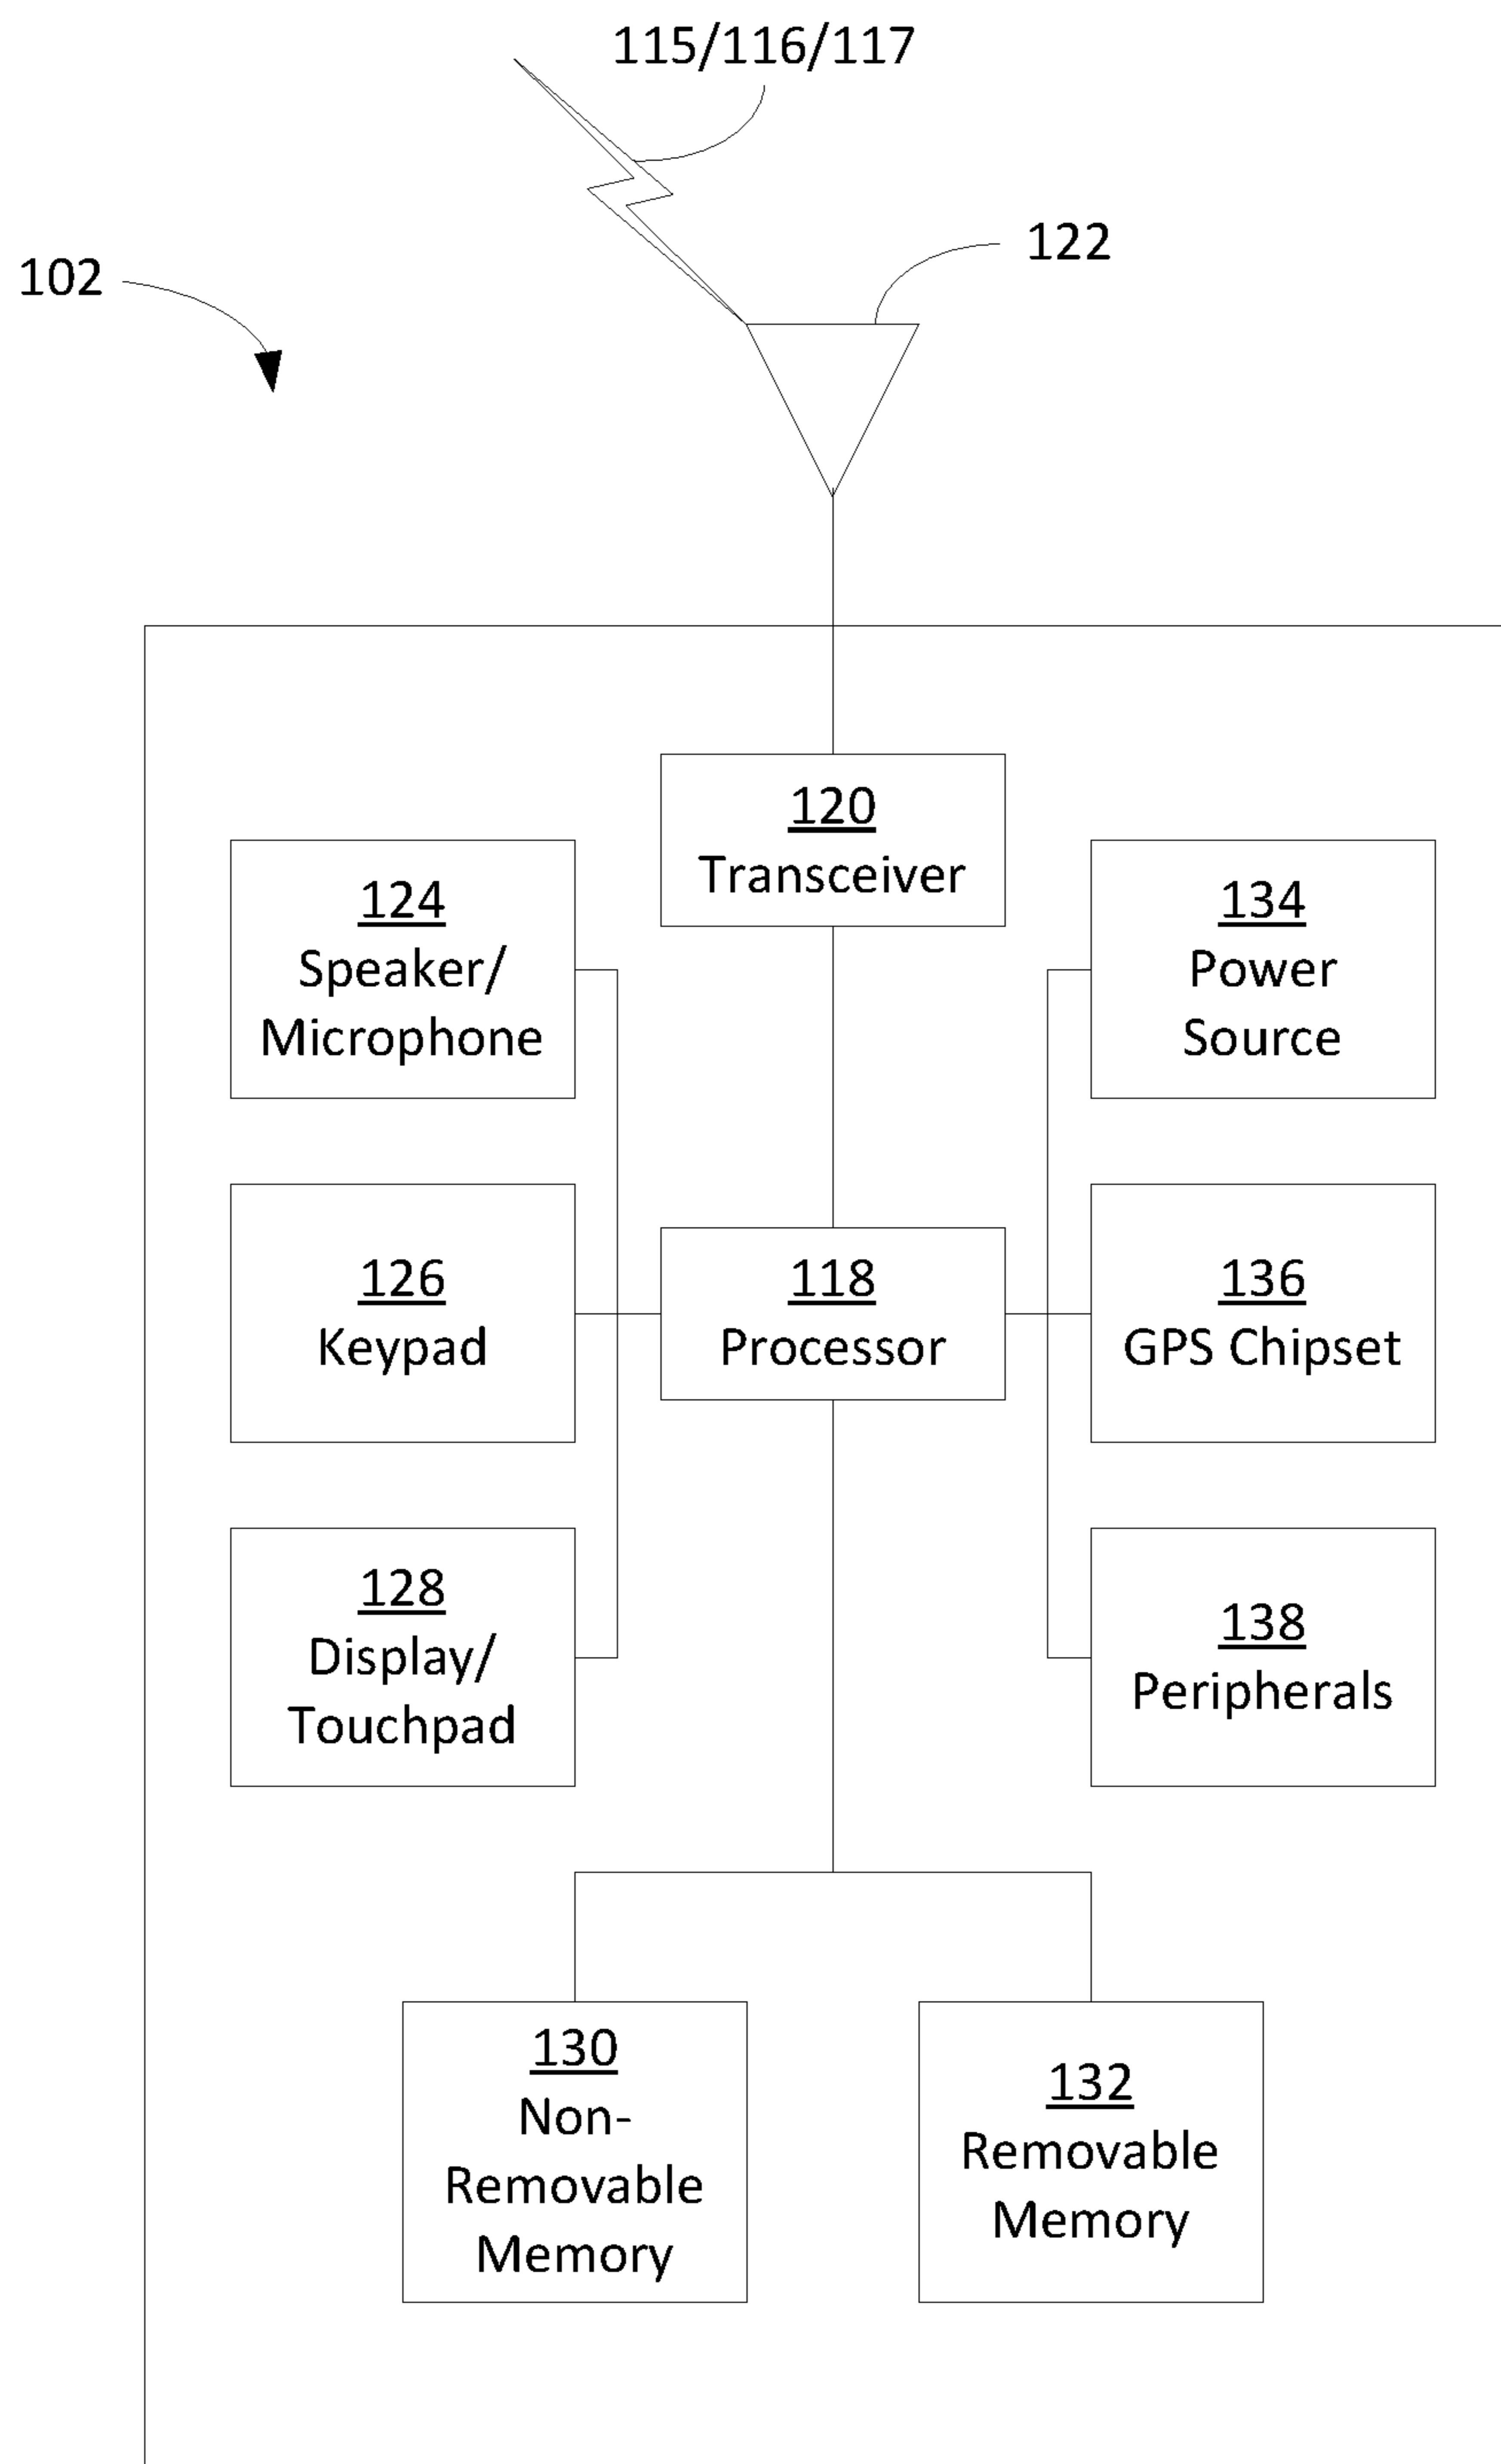 115/116/117
122
102
120
Transceiver
124
Speaker/
Microphone
134
Power
Source
126
Keypad
118
Processor
136
GPS Chipset
128
Display/
Touchpad
138
Peripherals
130
Non-
Removable
Memory
132
Removable
Memory